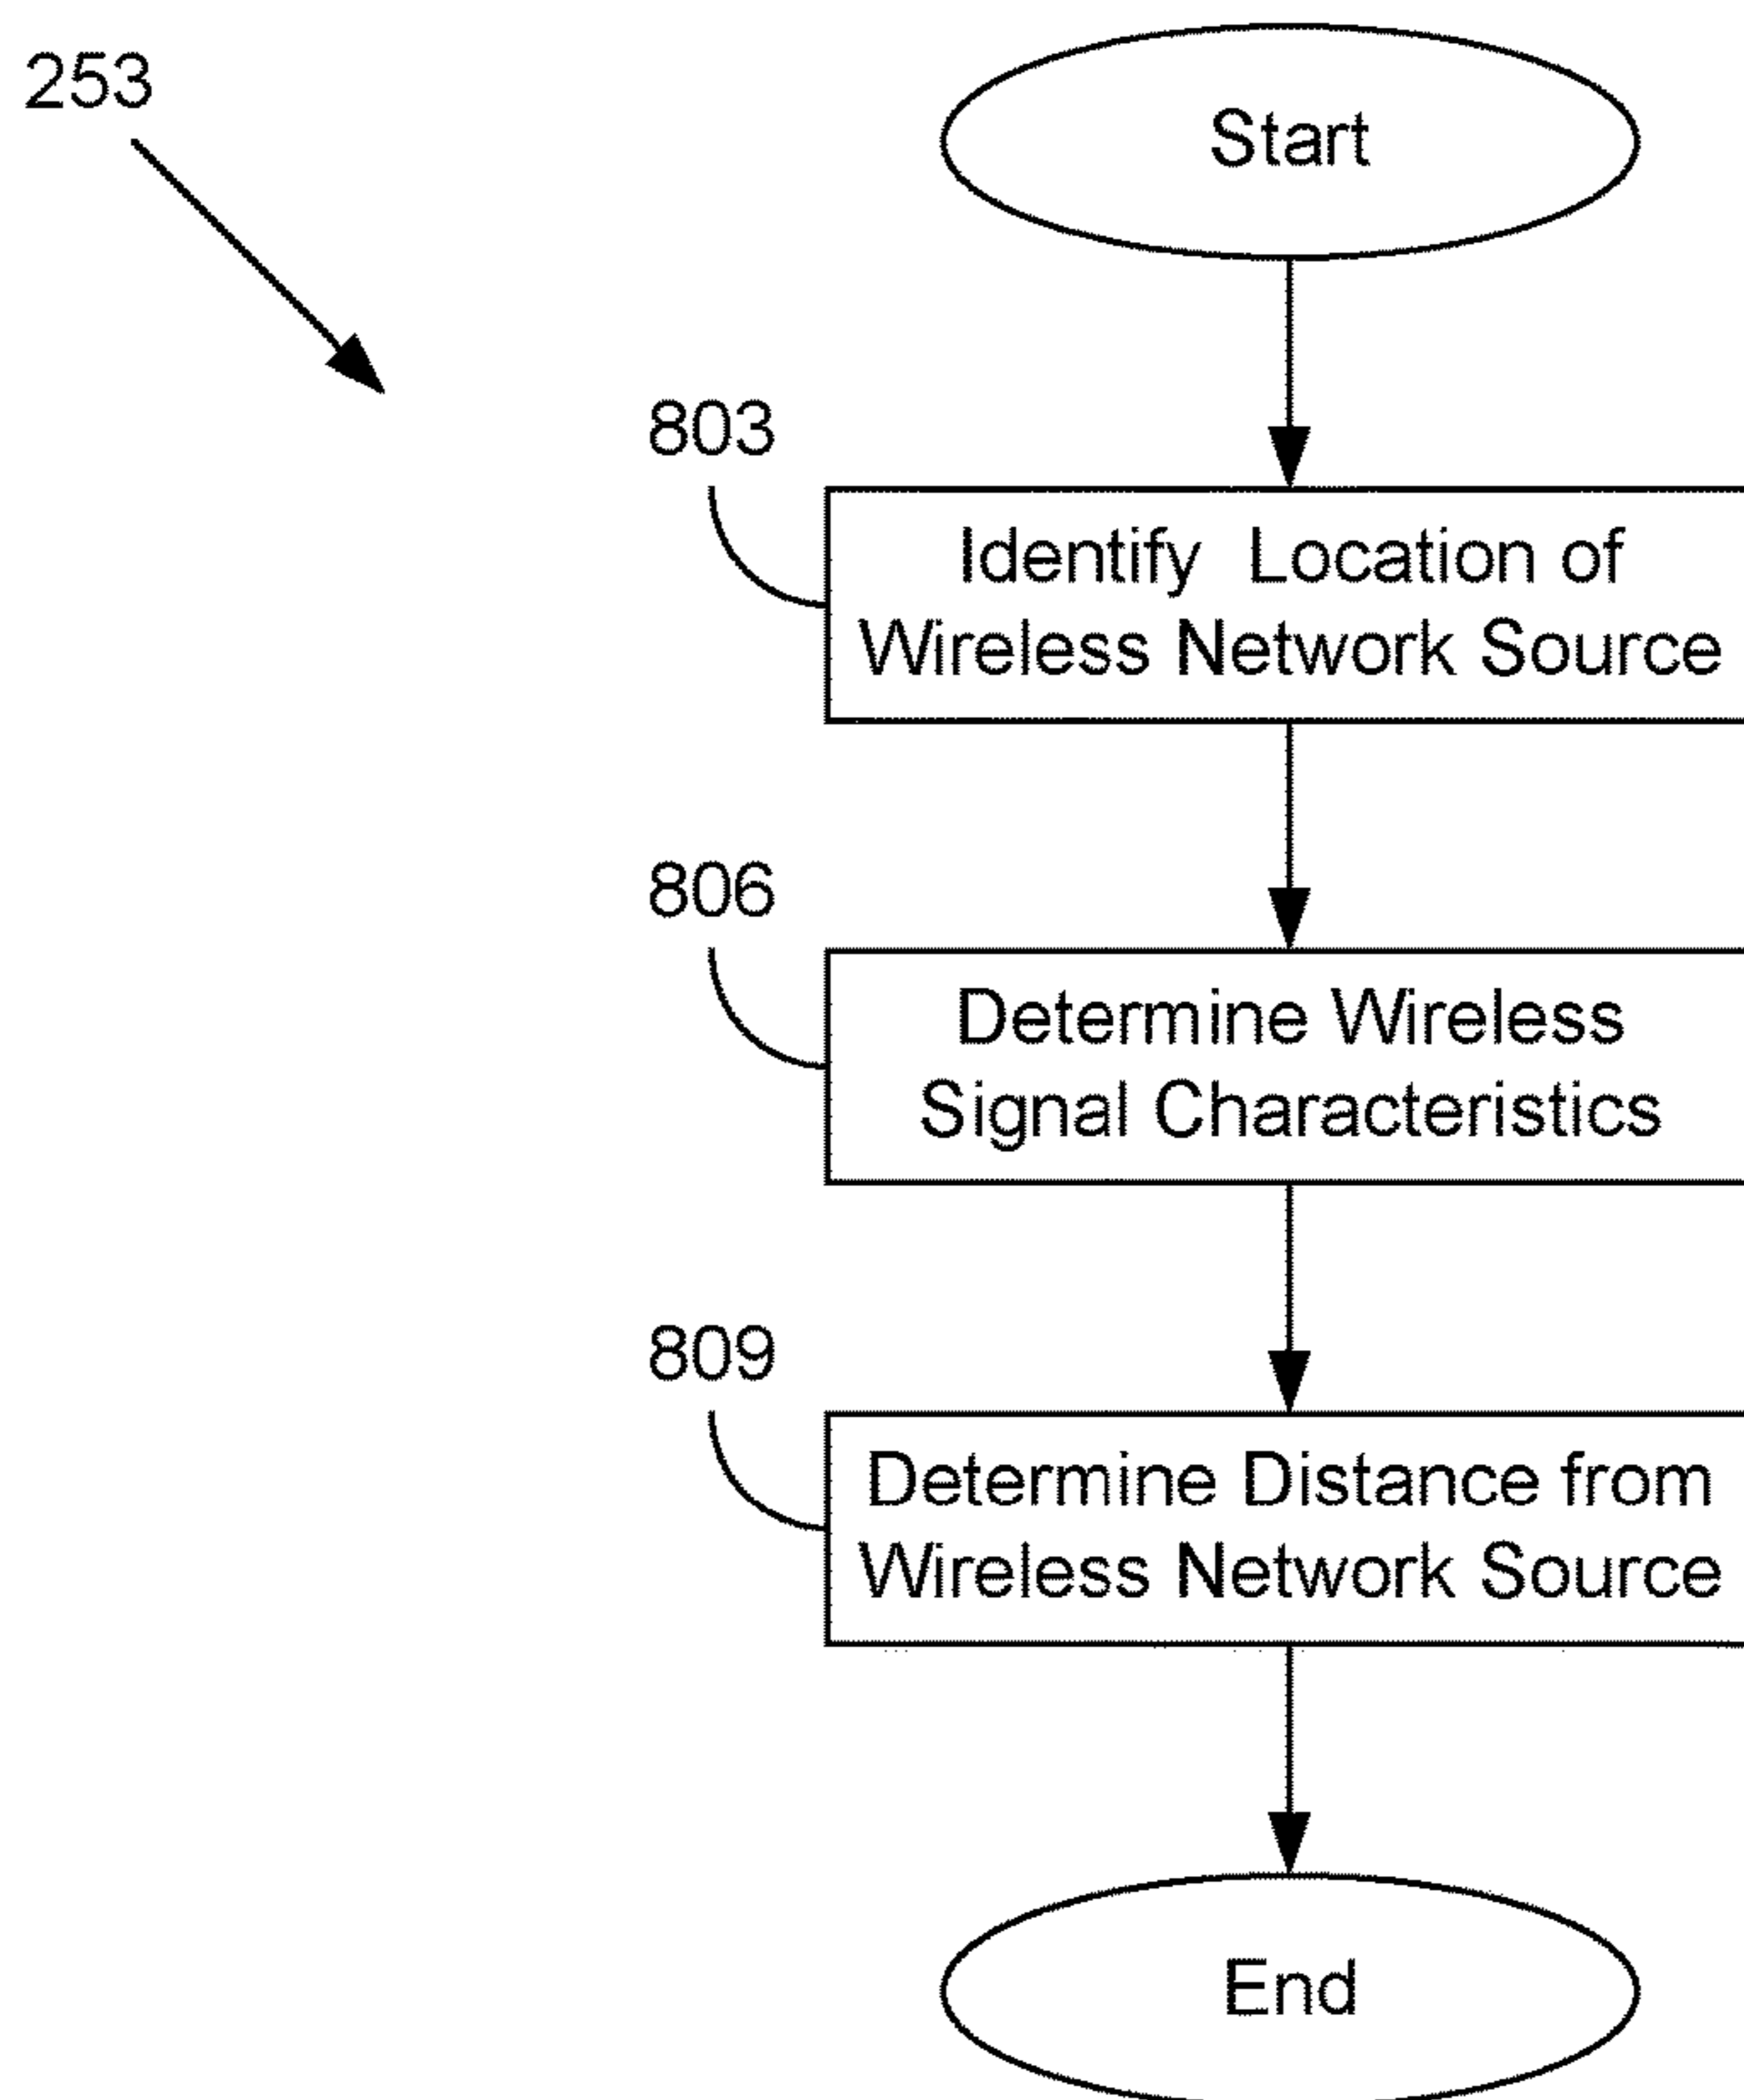 253
Start
803
Identify Location of
Wireless Network Source
806
Determine Wireless
Signal Characteristics
809
Determine Distance from
Wireless Network Source
End